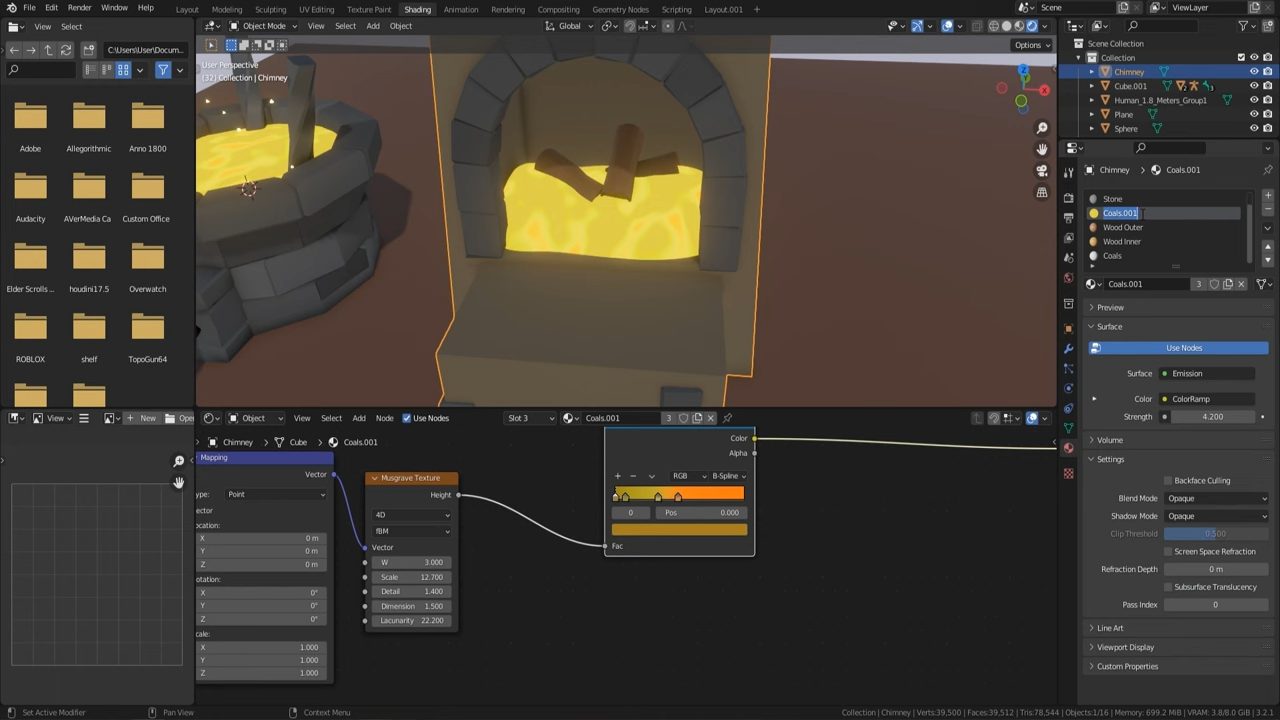 File Edit Render Window Help Layout Modeling Sculpting UV Editing Texture Paint Shading Animation Rendering Compositing Geometry Nodes Scripting Layout.001 + Scene ViewLayer
View Select
Object Mode View Select Add Object Global
Options
C:\Users\User\Docum...
User Perspective
(32) Collection | Chimney
Z
X
Scene Collection
Collection
Chimney
Cube.001
Human_1.8_Meters_Group1
Plane
Sphere
Adobe Allegorithmic Anno 1800
Audacity AVerMedia Ca Custom Office
Elder Scrolls ... houdini17.5 Overwatch
ROBLOX shelf TopoGun64
Chimney > Coals.001
Stone
Coals.001
Wood Outer
Wood Inner
Coals
Coals.001 3
Preview
Surface
Use Nodes
Surface Emission
Color ColorRamp
Strength 4.200
Volume
Settings
Backface Culling
Blend Mode Opaque
Shadow Mode Opaque
Clip Threshold 0.500
Screen Space Refraction
Refraction Depth 0 m
Subsurface Translucency
Pass Index 0
Line Art
Viewport Display
Custom Properties
View + New Open
Object View Select Add Node Use Nodes Slot 3 Coals.001 3
Chimney > Cube > Coals.001
Mapping
Vector
ype: Point
ector
ocation:
X 0 m
Y 0 m
Z 0 m
otation:
X 0°
Y 0°
Z 0°
cale:
X 1.000
Y 1.000
Z 1.000
Musgrave Texture
Height
4D
fBM
Vector
W 3.000
Scale 12.700
Detail 1.400
Dimension 1.500
Lacunarity 22.200
Color
Alpha
+ − RGB B-Spline
0 Pos 0.000
Fac
Set Active Modifier Pan View Context Menu Collection | Chimney | Verts:39,500 | Faces:39,512 | Tris:78,544 | Objects:1/16 | Memory: 699.2 MiB | VRAM: 3.8/8.0 GiB | 3.2.1